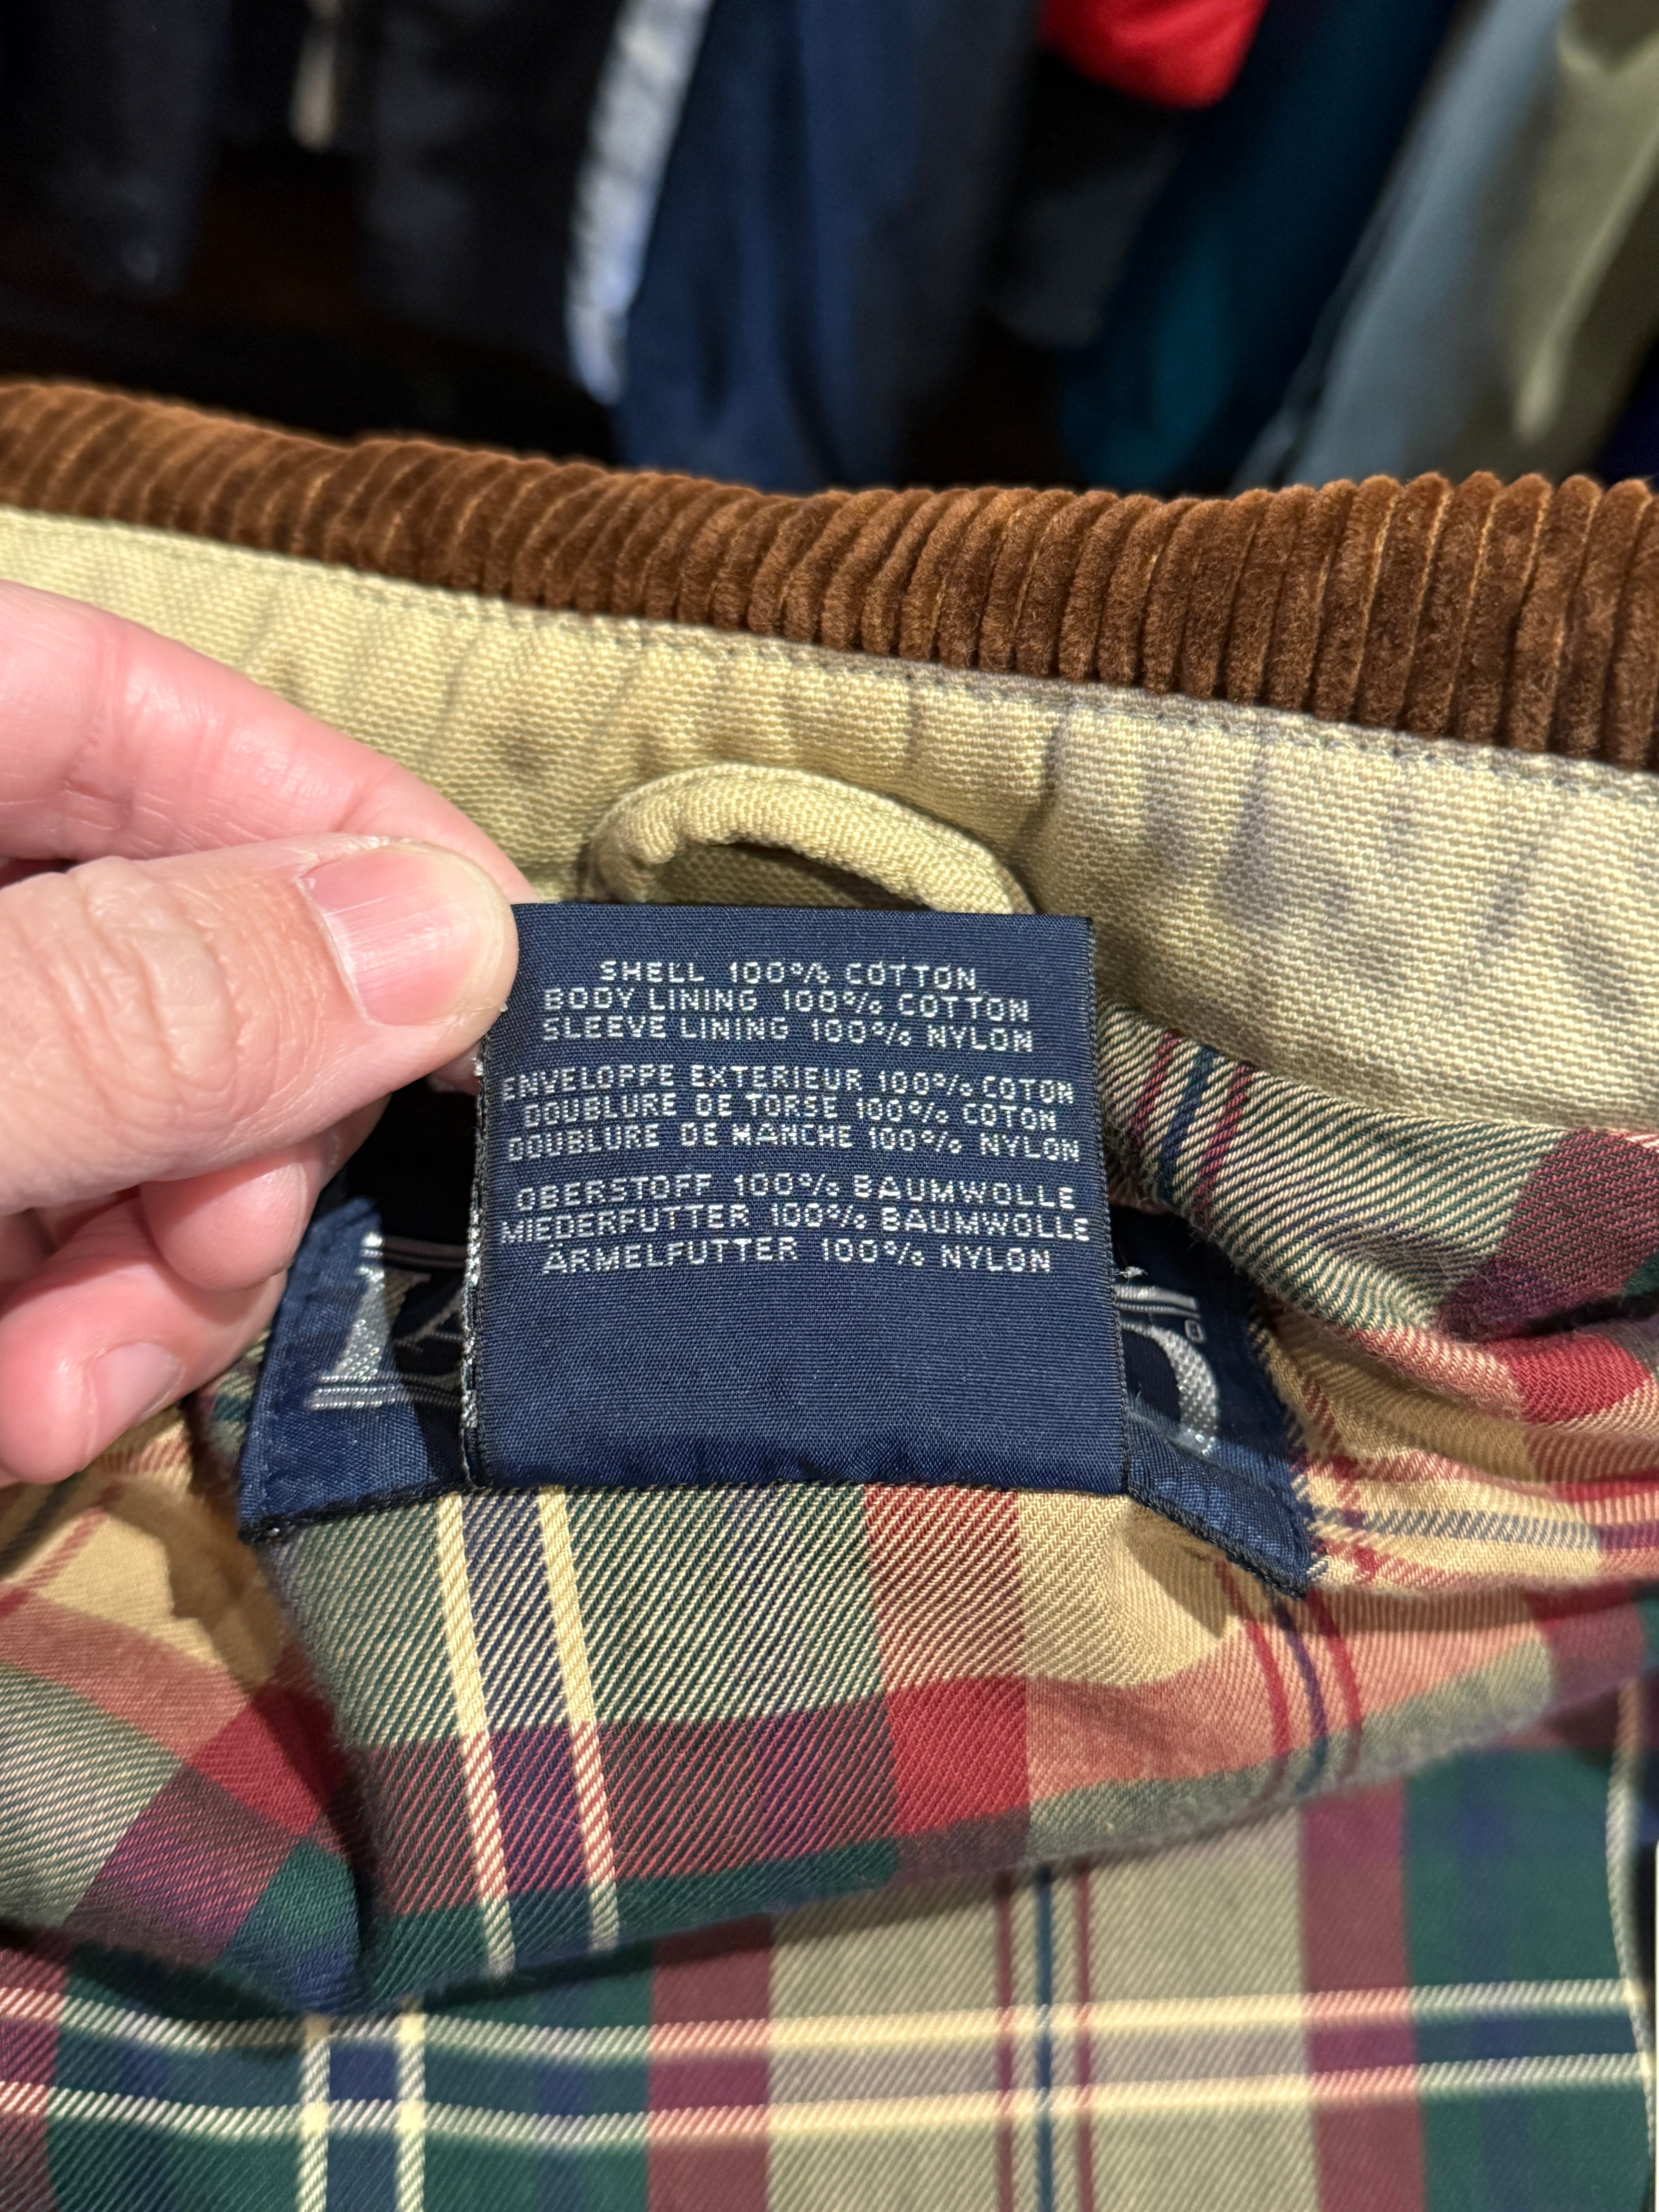 SHELL 100% COTTON
BODY LINING 100% COTTON
SLEEVE LINING 100% NYLON
ENVELOPPE EXTERIEUR 100% COTON
DOUBLURE DE TORSE 100% COTON
DOUBLURE DE MANCHE 100% NYLON
OBERSTOFF 100% BAUMWOLLE
MIEDERFUTTER 100% BAUMWOLLE
ÄRMELFUTTER 100% NYLON